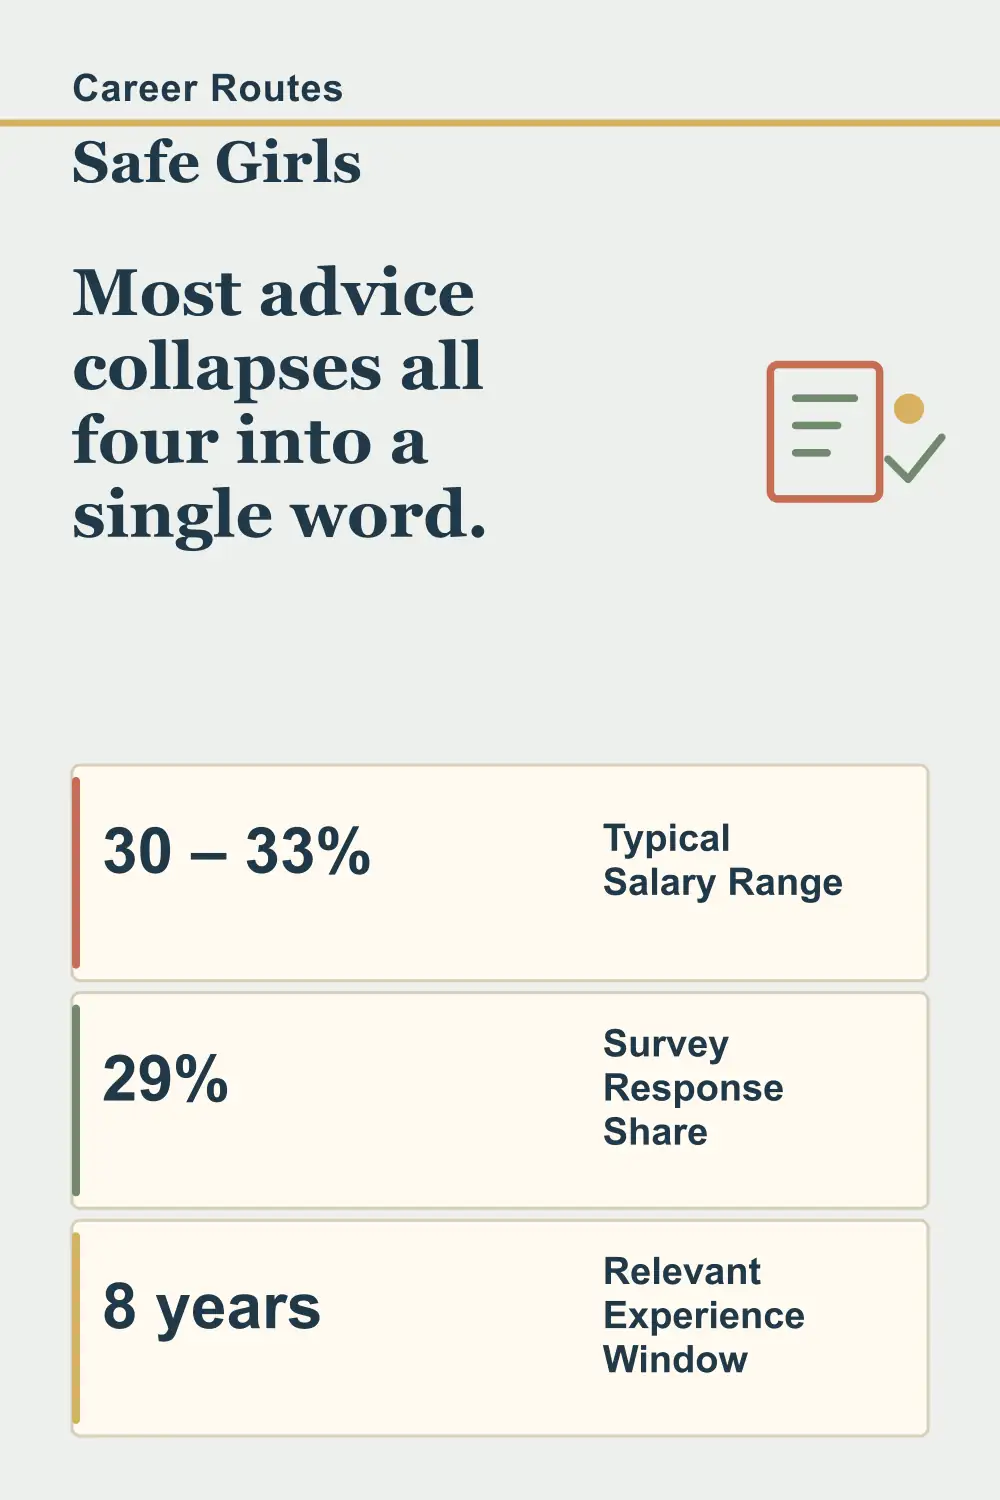 Career Routes
Safe Girls
Most advice
collapses all
four into a
single word.
30 – 33%
Typical
Salary Range
29%
Survey
Response
Share
8 years
Relevant
Experience
Window